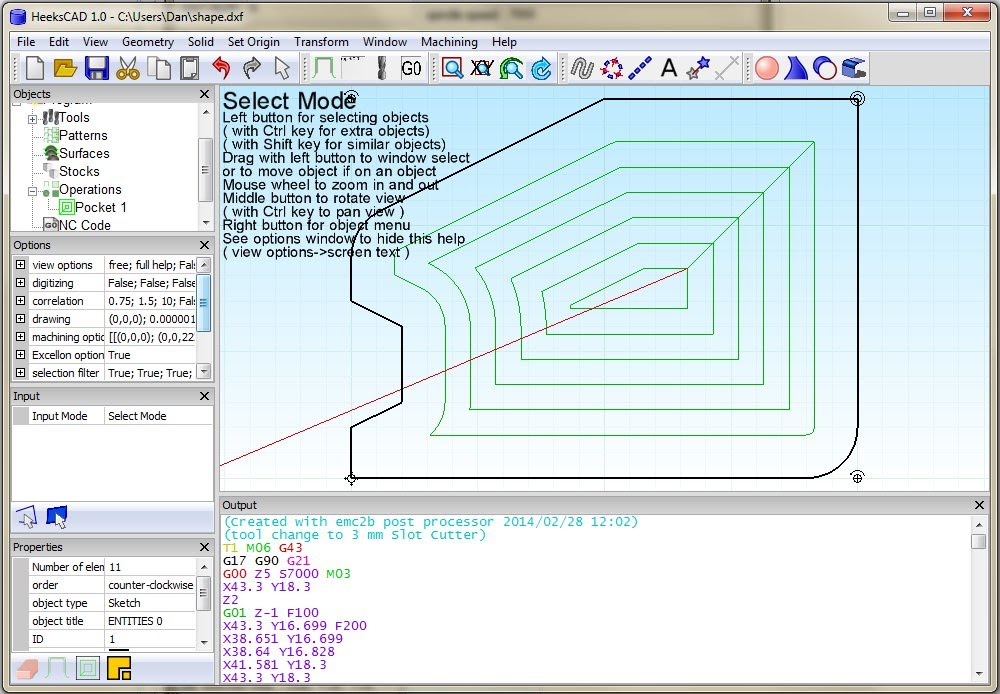 HeeksCAD 1.0 - C:\Users\Dan\shape.dxf
File Edit View Geometry Solid Set Origin Transform Window Machining Help
G0
A
Objects
Tools
Patterns
Surfaces
Stocks
Operations
Pocket 1
NC Code
Options
view options free; full help; Fal
digitizing False; False; False
correlation 0.75; 1.5; 10; Fal
drawing (0,0,0); 0.000001
machining optio [[(0,0,0); (0,0,22
Excellon option True
selection filter True; True; True;
Input
Input Mode Select Mode
Properties
Number of elen 11
order counter-clockwise
object type Sketch
object title ENTITIES 0
ID 1
Select Mode
Left button for selecting objects
( with Ctrl key for extra objects)
( with Shift key for similar objects)
Drag with left button to window select
or to move object if on an object
Mouse wheel to zoom in and out
Middle button to rotate view
( with Ctrl key to pan view )
Right button for object menu
See options window to hide this help
( view options->screen text )
Output
(Created with emc2b post processor 2014/02/28 12:02)
(tool change to 3 mm Slot Cutter)
T1 M06 G43
G17 G90 G21
G00 Z5 S7000 M03
X43.3 Y18.3
Z2
G01 Z-1 F100
X43.3 Y16.699 F200
X38.651 Y16.699
X38.64 Y16.828
X41.581 Y18.3
X43.3 Y18.3